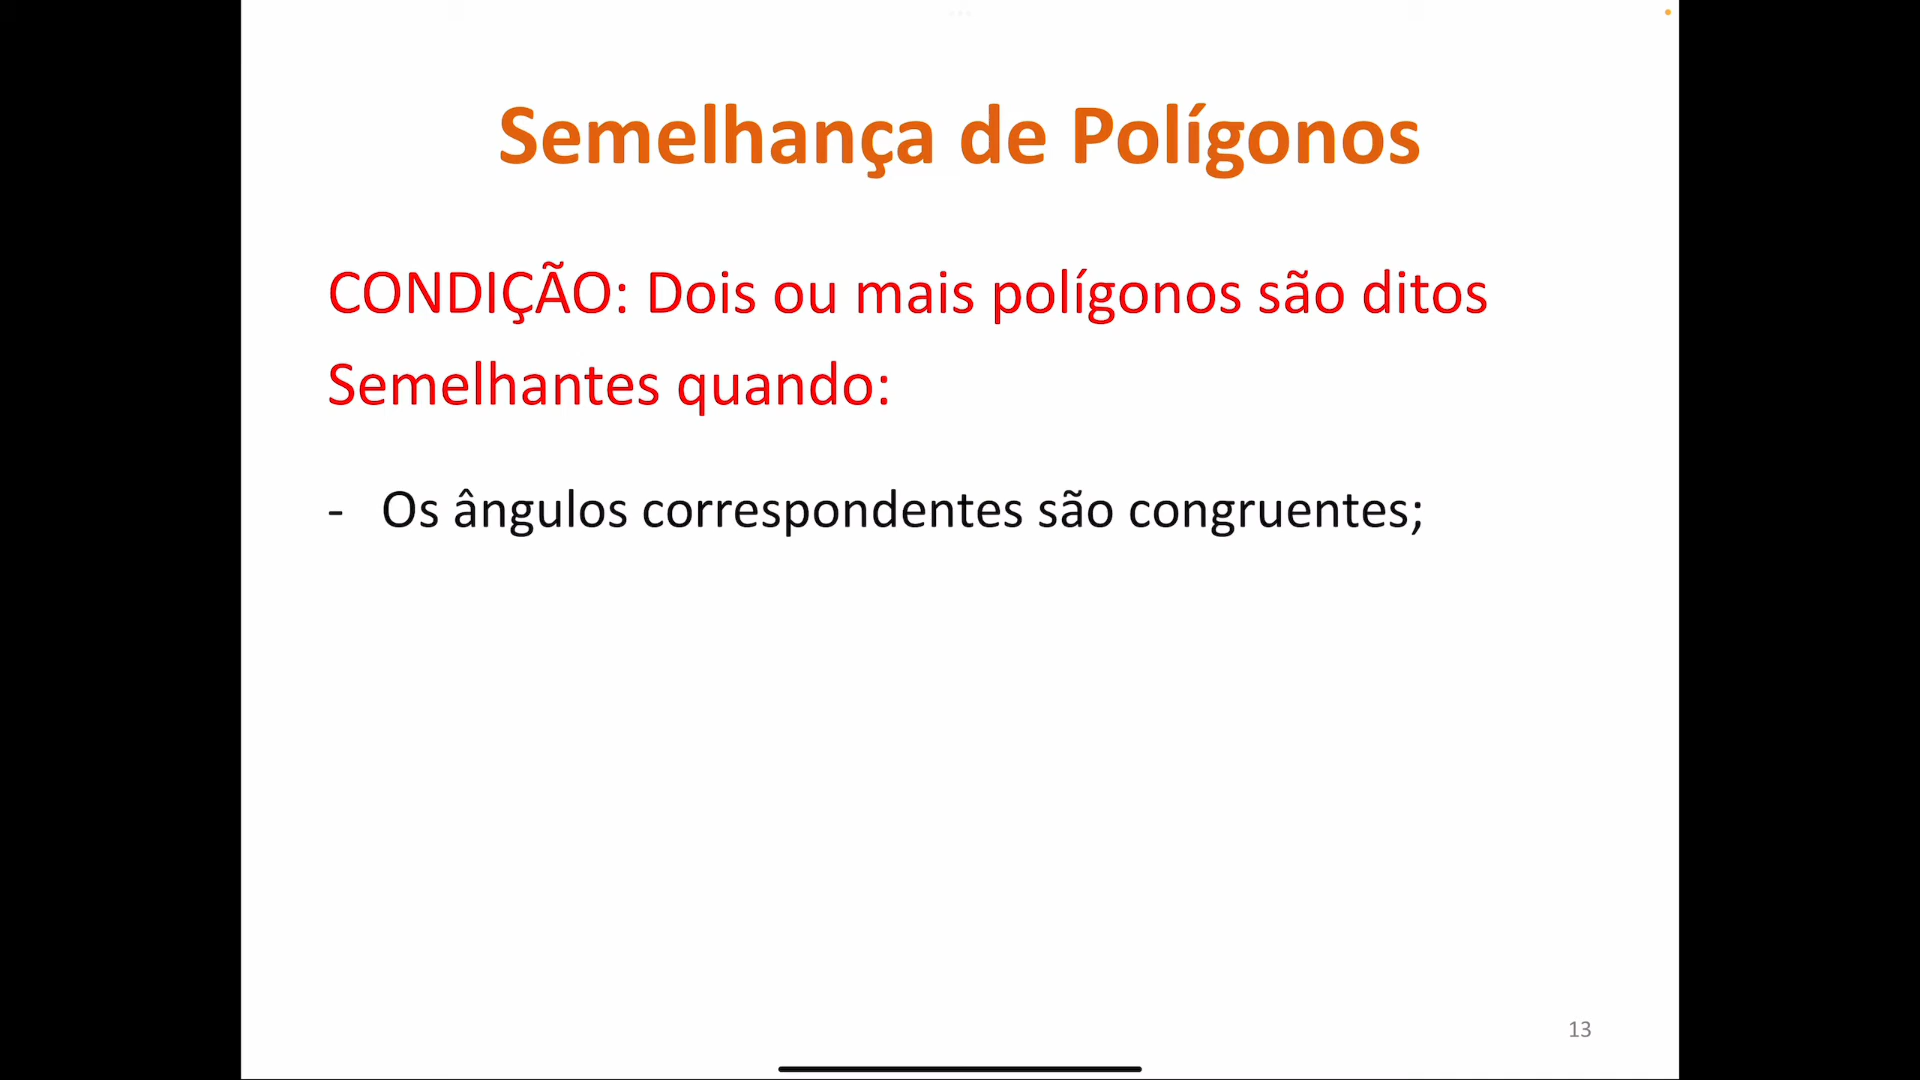 Semelhança de Polígonos
CONDIÇÃO: Dois ou mais polígonos são ditos
Semelhantes quando:
- Os ângulos correspondentes são congruentes;
13